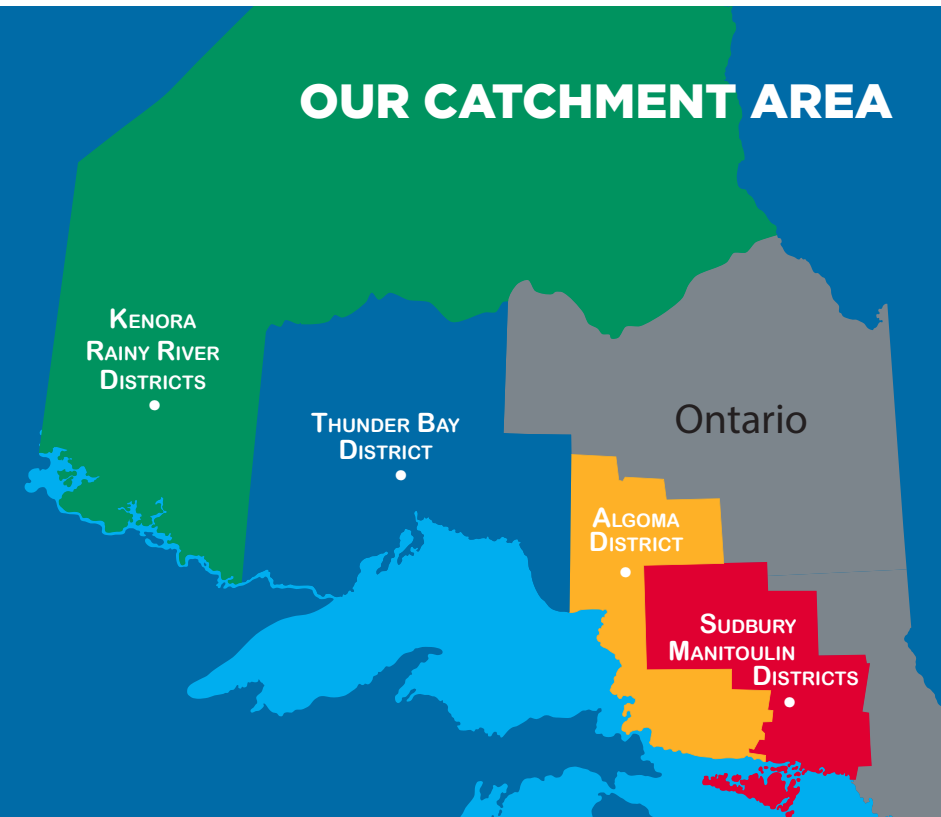 OUR CATCHMENT AREA
KENORA
RAINY RIVER
DISTRICTS
THUNDER BAY
DISTRICT
Ontario
ALGOMA
DISTRICT
SUDBURY
MANITOULIN
DISTRICTS